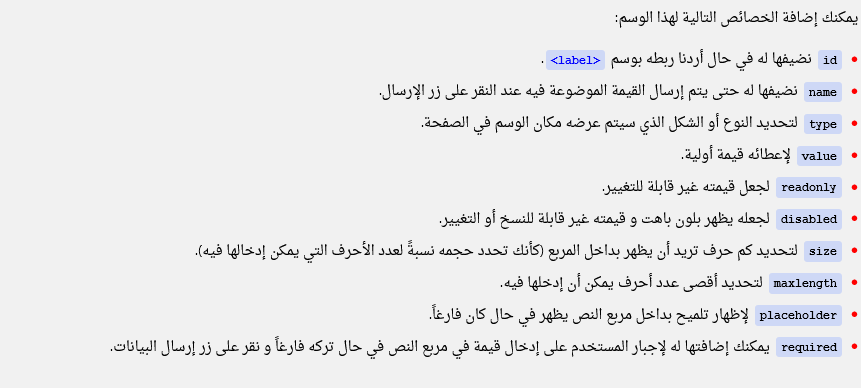 يمكنك إضافة الخصائص التالية لهذا الوسم:
id نضيفها له في حال أردنا ربطه بوسم <label> .
name نضيفها له حتى يتم إرسال القيمة الموضوعة فيه عند النقر على زر الإرسال.
type لتحديد النوع أو الشكل الذي سيتم عرضه مكان الوسم في الصفحة.
value لإعطائه قيمة أولية.
readonly لجعل قيمته غير قابلة للتغيير.
disabled لجعله يظهر بلون باهت و قيمته غير قابلة للنسخ أو التغيير.
size لتحديد كم حرف تريد أن يظهر بداخل المربع (كأنك تحدد حجمه نسبةً لعدد الأحرف التي يمكن إدخالها فيه).
maxlength لتحديد أقصى عدد أحرف يمكن أن إدخلها فيه.
placeholder لإظهار تلميح بداخل مربع النص يظهر في حال كان فارغاً.
required يمكنك إضافتها له لإجبار المستخدم على إدخال قيمة في مربع النص في حال تركه فارغاً و نقر على زر إرسال البيانات.